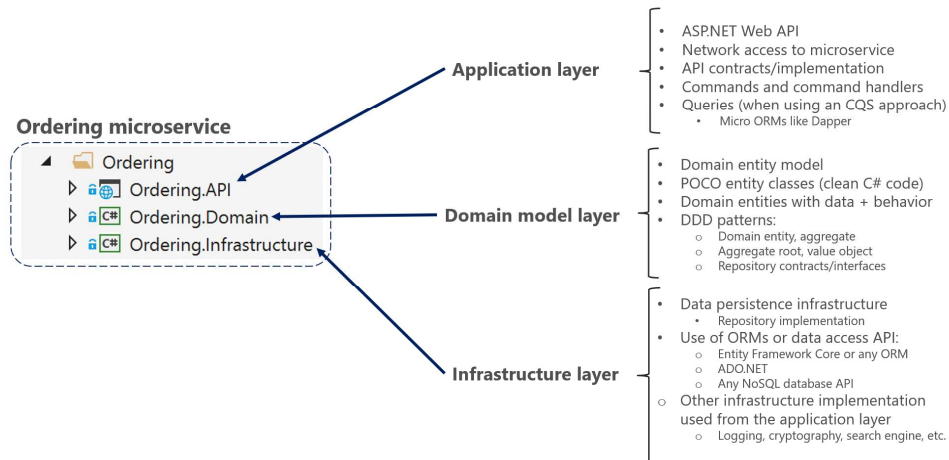 Ordering microservice
Ordering
Ordering.API
C# Ordering.Domain
C# Ordering.Infrastructure
Application layer
• ASP.NET Web API
• Network access to microservice
• API contracts/implementation
• Commands and command handlers
• Queries (when using an CQS approach)
• Micro ORMs like Dapper
Domain model layer
• Domain entity model
• POCO entity classes (clean C# code)
• Domain entities with data + behavior
• DDD patterns:
o Domain entity, aggregate
o Aggregate root, value object
o Repository contracts/interfaces
Infrastructure layer
• Data persistence infrastructure
• Repository implementation
• Use of ORMs or data access API:
o Entity Framework Core or any ORM
o ADO.NET
o Any NoSQL database API
o Other infrastructure implementation
used from the application layer
o Logging, cryptography, search engine, etc.